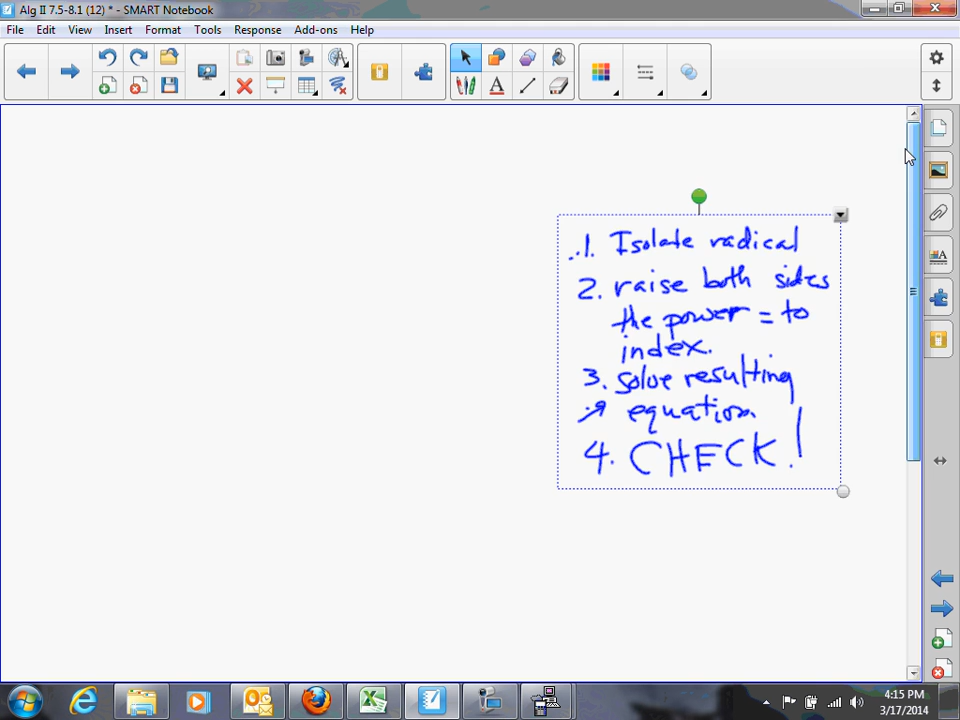 Alg II 7.5-8.1 (12) * - SMART Notebook
File Edit View Insert Format Tools Response Add-ons Help
1. Isolate radical
2. raise both sides
the power = to
index.
3. solve resulting
equation.
4. CHECK!
4:15 PM
3/17/2014